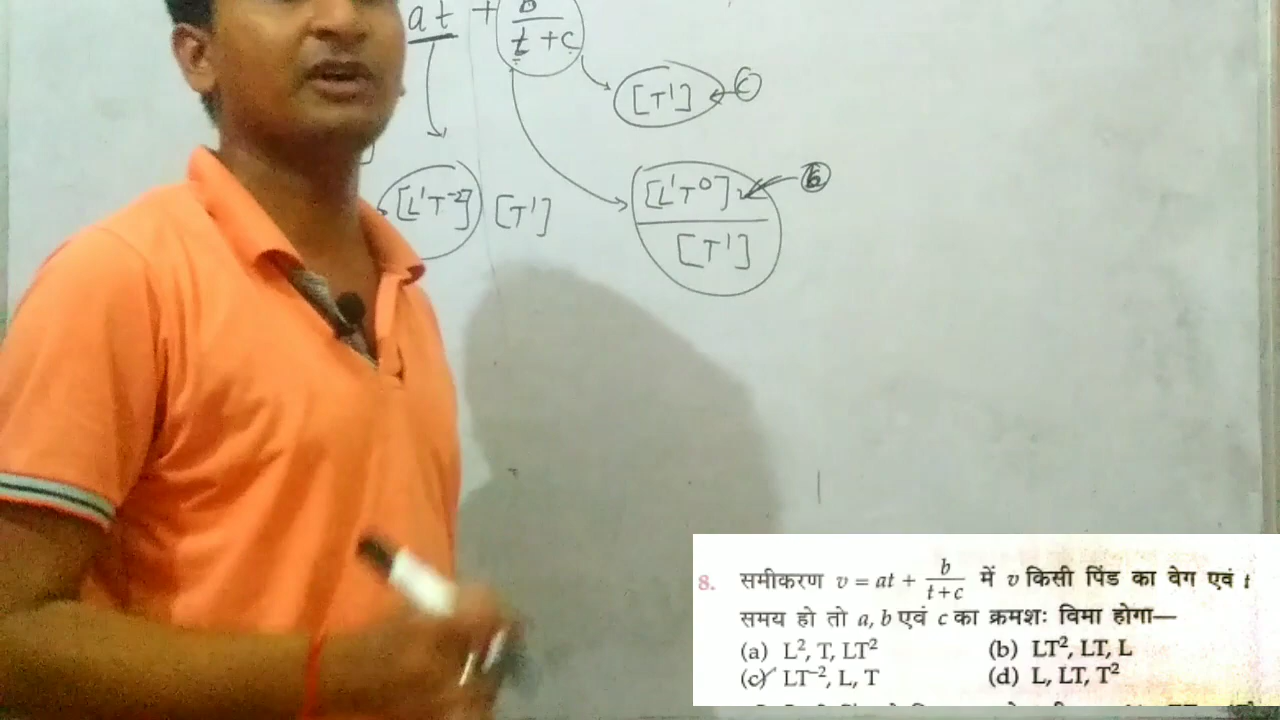 at + b/t + c
[T¹] ← c
[L¹T⁻²] [T¹]
[L¹T⁰] ← b
[T¹]
8. समीकरण v = at + b/t+c में v किसी पिंड का वेग एवं t
समय हो तो a, b एवं c का क्रमशः विमा होगा—
(a) L², T, LT² (b) LT², LT, L
(c) LT⁻², L, T (d) L, LT, T²